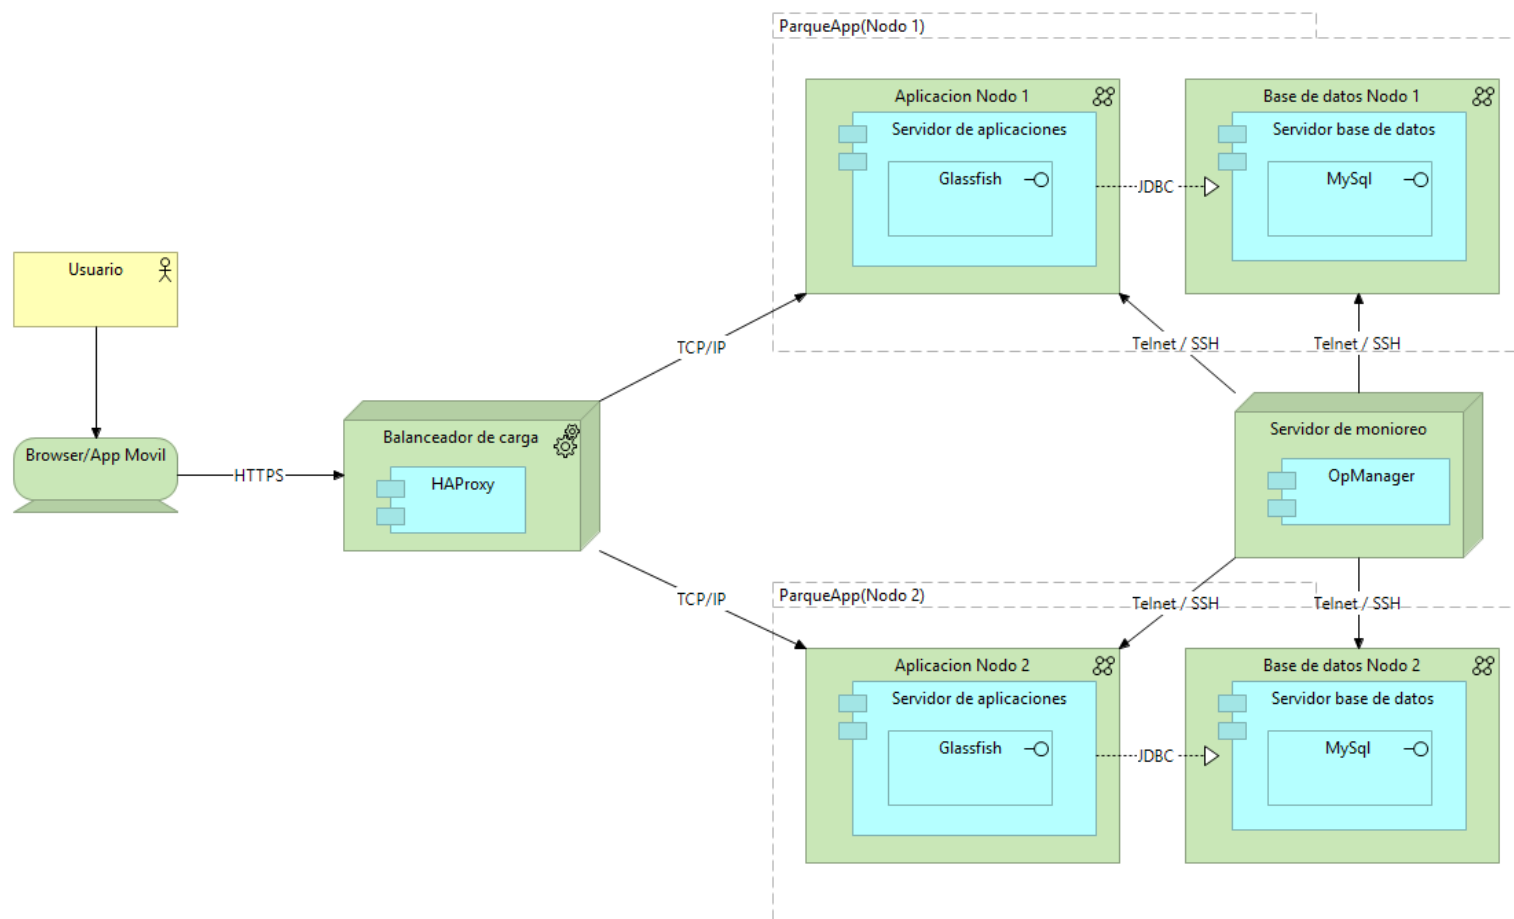 ParqueApp(Nodo 1)
Aplicacion Nodo 1
Base de datos Nodo 1
Servidor de aplicaciones
Servidor base de datos
Glassfish
MySql
JDBC
Usuario
TCP/IP
Telnet / SSH
Telnet / SSH
Browser/App Movil
HTTPS
Balanceador de carga
HAProxy
Servidor de monioreo
OpManager
TCP/IP
ParqueApp(Nodo 2)
Telnet / SSH
Telnet / SSH
Aplicacion Nodo 2
Base de datos Nodo 2
Servidor de aplicaciones
Servidor base de datos
Glassfish
MySql
JDBC